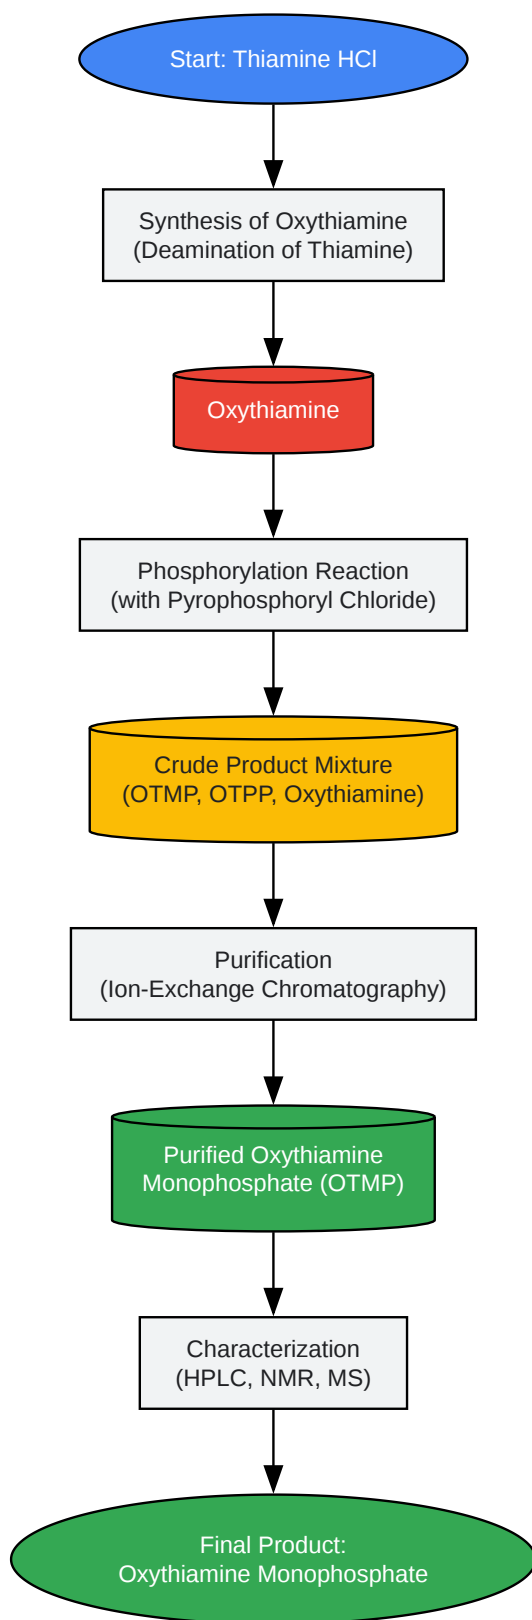 Start: Thiamine HCl
Synthesis of Oxythiamine
(Deamination of Thiamine)
Oxythiamine
Phosphorylation Reaction
(with Pyrophosphoryl Chloride)
Crude Product Mixture
(OTMP, OTPP, Oxythiamine)
Purification
(Ion-Exchange Chromatography)
Purified Oxythiamine
Monophosphate (OTMP)
Characterization
(HPLC, NMR, MS)
Final Product:
Oxythiamine Monophosphate